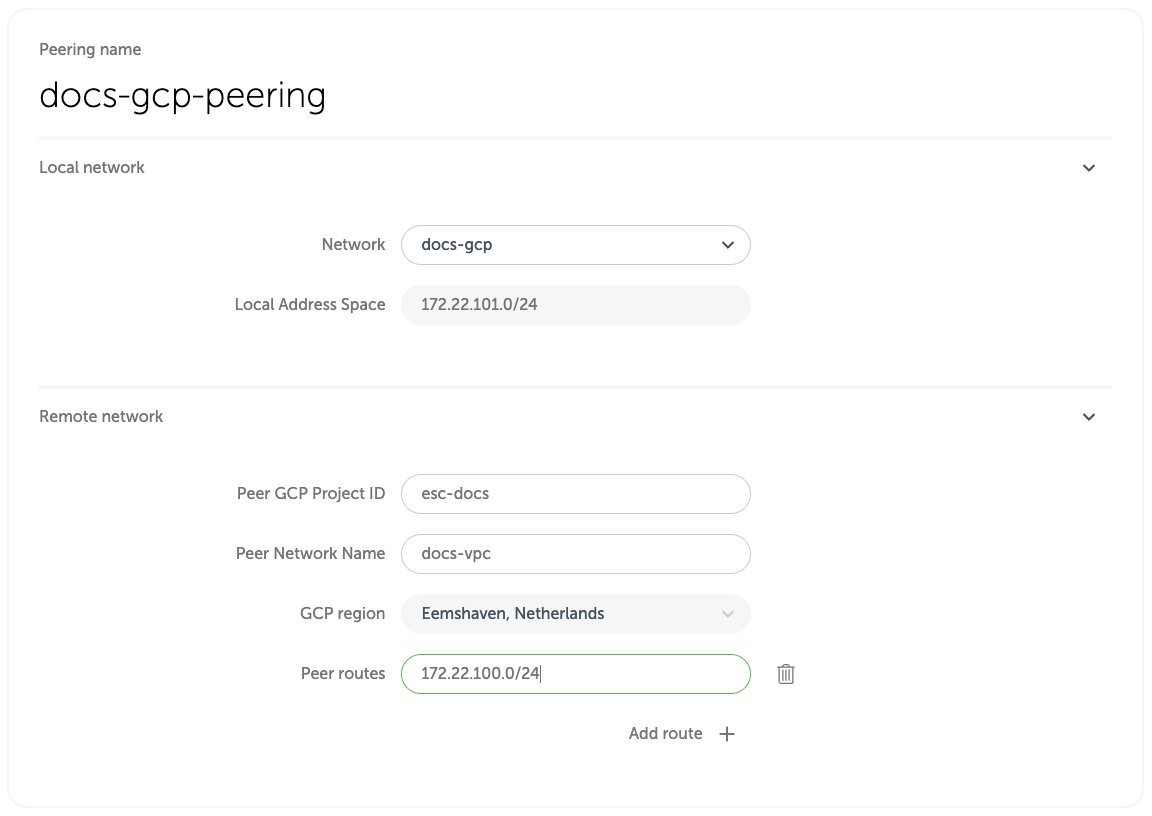 Peering name
docs-gcp-peering
Local network
Network docs-gcp
Local Address Space 172.22.101.0/24
Remote network
Peer GCP Project ID esc-docs
Peer Network Name docs-vpc
GCP region Eemshaven, Netherlands
Peer routes 172.22.100.0/24
Add route